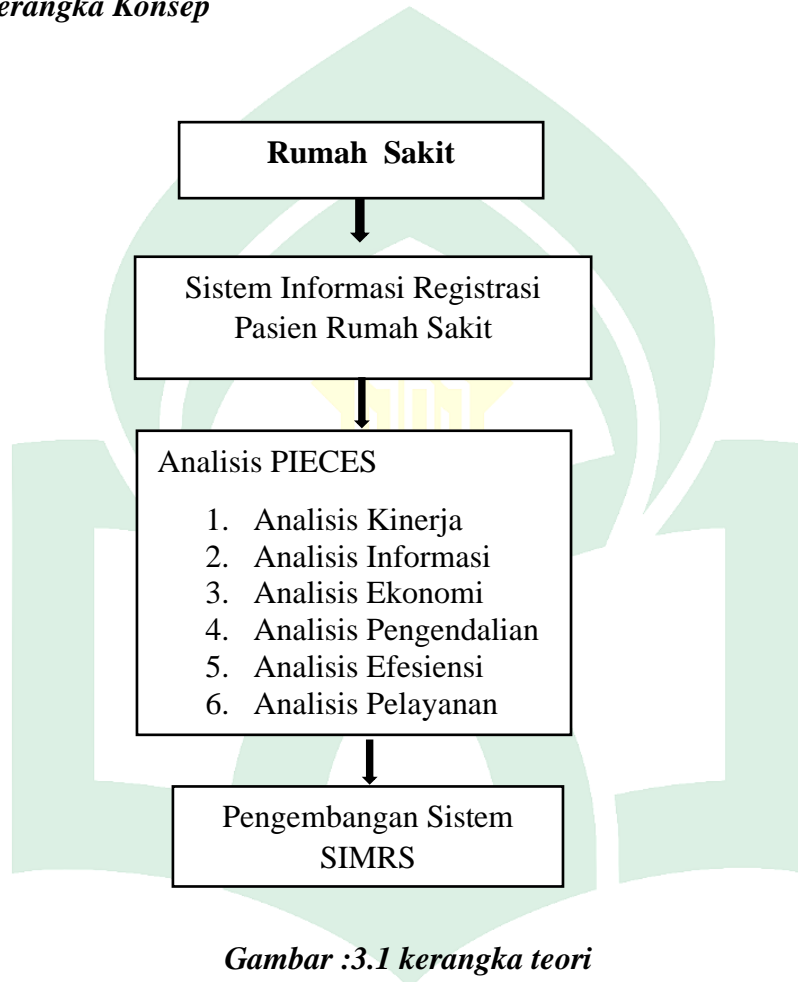 erangka Konsep
Rumah Sakit
Sistem Informasi Registrasi
Pasien Rumah Sakit
Analisis PIECES
1. Analisis Kinerja
2. Analisis Informasi
3. Analisis Ekonomi
4. Analisis Pengendalian
5. Analisis Efesiensi
6. Analisis Pelayanan
Pengembangan Sistem
SIMRS
Gambar :3.1 kerangka teori